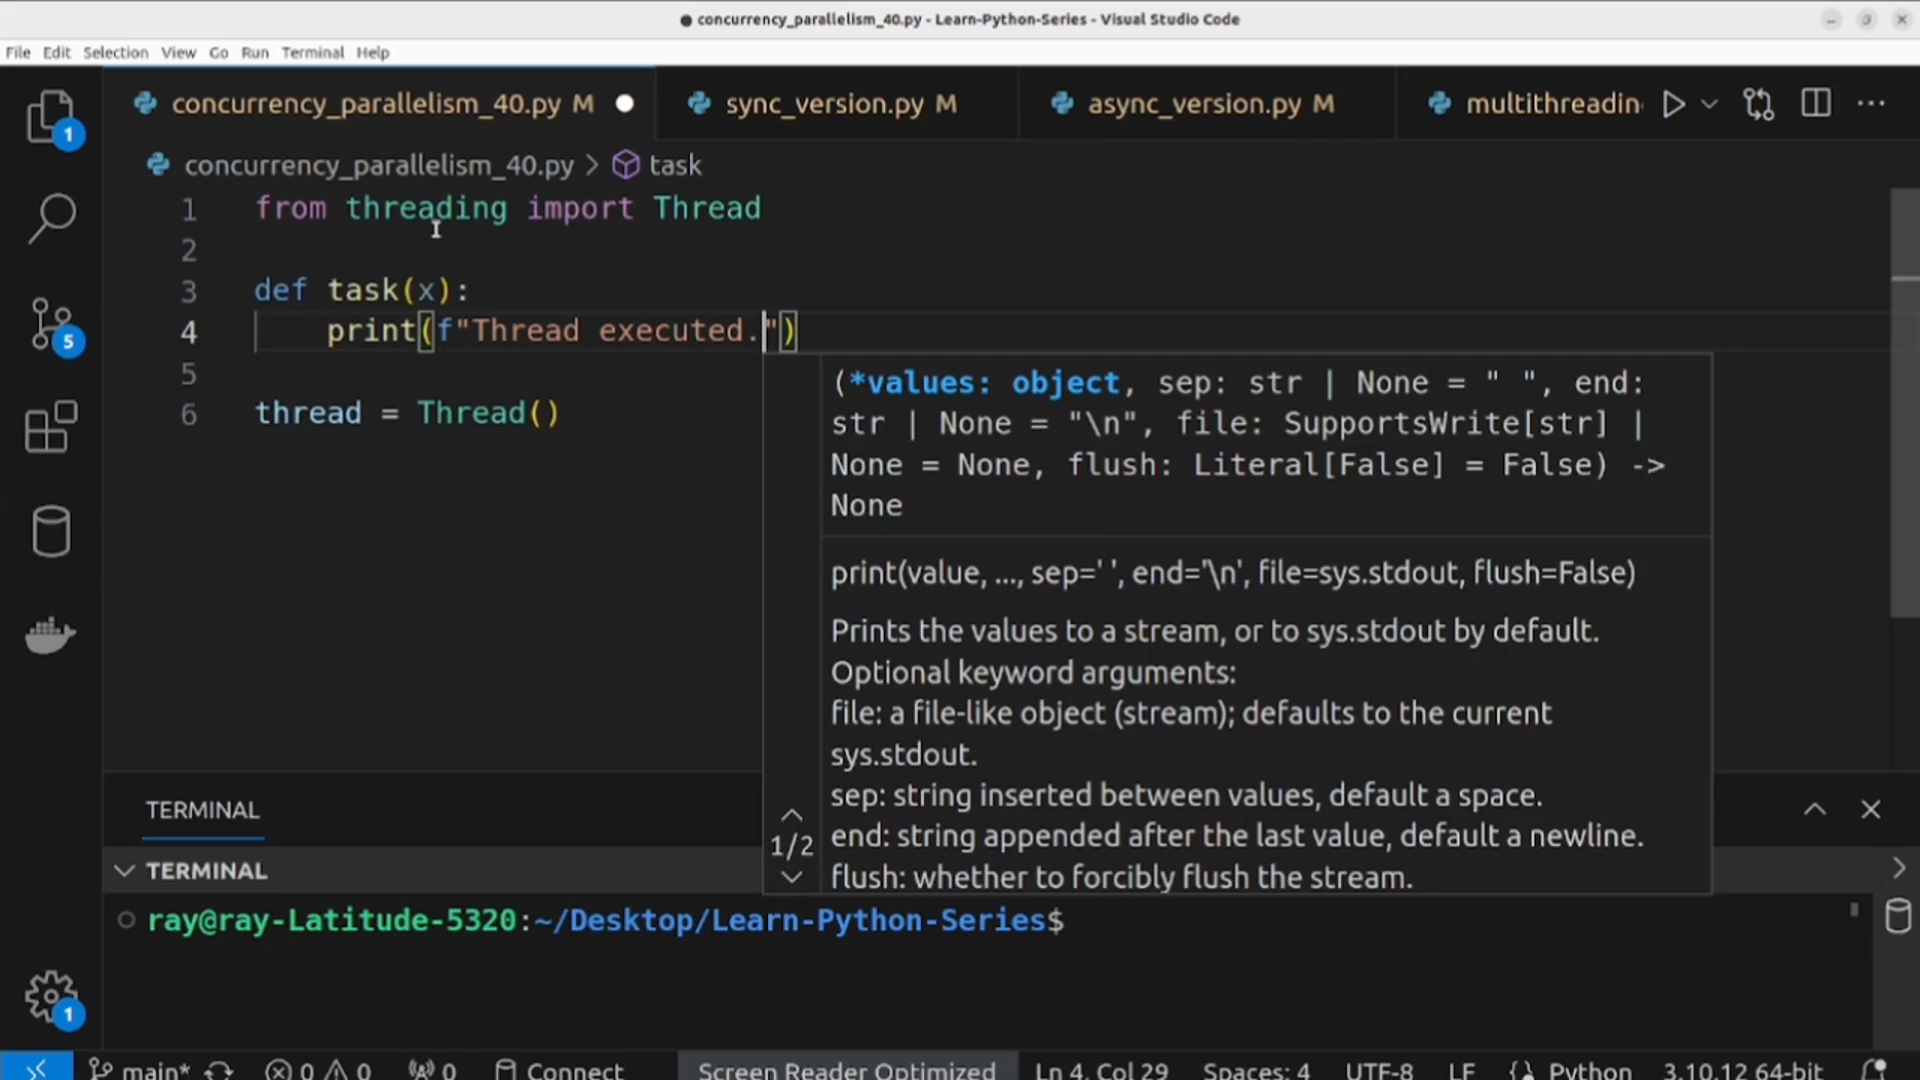 concurrency_parallelism_40.py - Learn-Python-Series - Visual Studio Code
File Edit Selection View Go Run Terminal Help
concurrency_parallelism_40.py M sync_version.py M async_version.py M multithreadin
concurrency_parallelism_40.py > task
1 from threading import Thread
2
3 def task(x):
4 print(f"Thread executed.")
5
6 thread = Thread()
(*values: object, sep: str | None = " ", end:
str | None = "\n", file: SupportsWrite[str] |
None = None, flush: Literal[False] = False) ->
None
print(value, ..., sep=' ', end='\n', file=sys.stdout, flush=False)
Prints the values to a stream, or to sys.stdout by default.
Optional keyword arguments:
file: a file-like object (stream); defaults to the current
sys.stdout.
sep: string inserted between values, default a space.
end: string appended after the last value, default a newline.
flush: whether to forcibly flush the stream.
1/2
1
5
1
TERMINAL
TERMINAL
ray@ray-Latitude-5320:~/Desktop/Learn-Python-Series$
main* 0 0 0 Connect Screen Reader Optimized Ln 4, Col 29 Spaces: 4 UTF-8 LF Python 3.10.12 64-bit